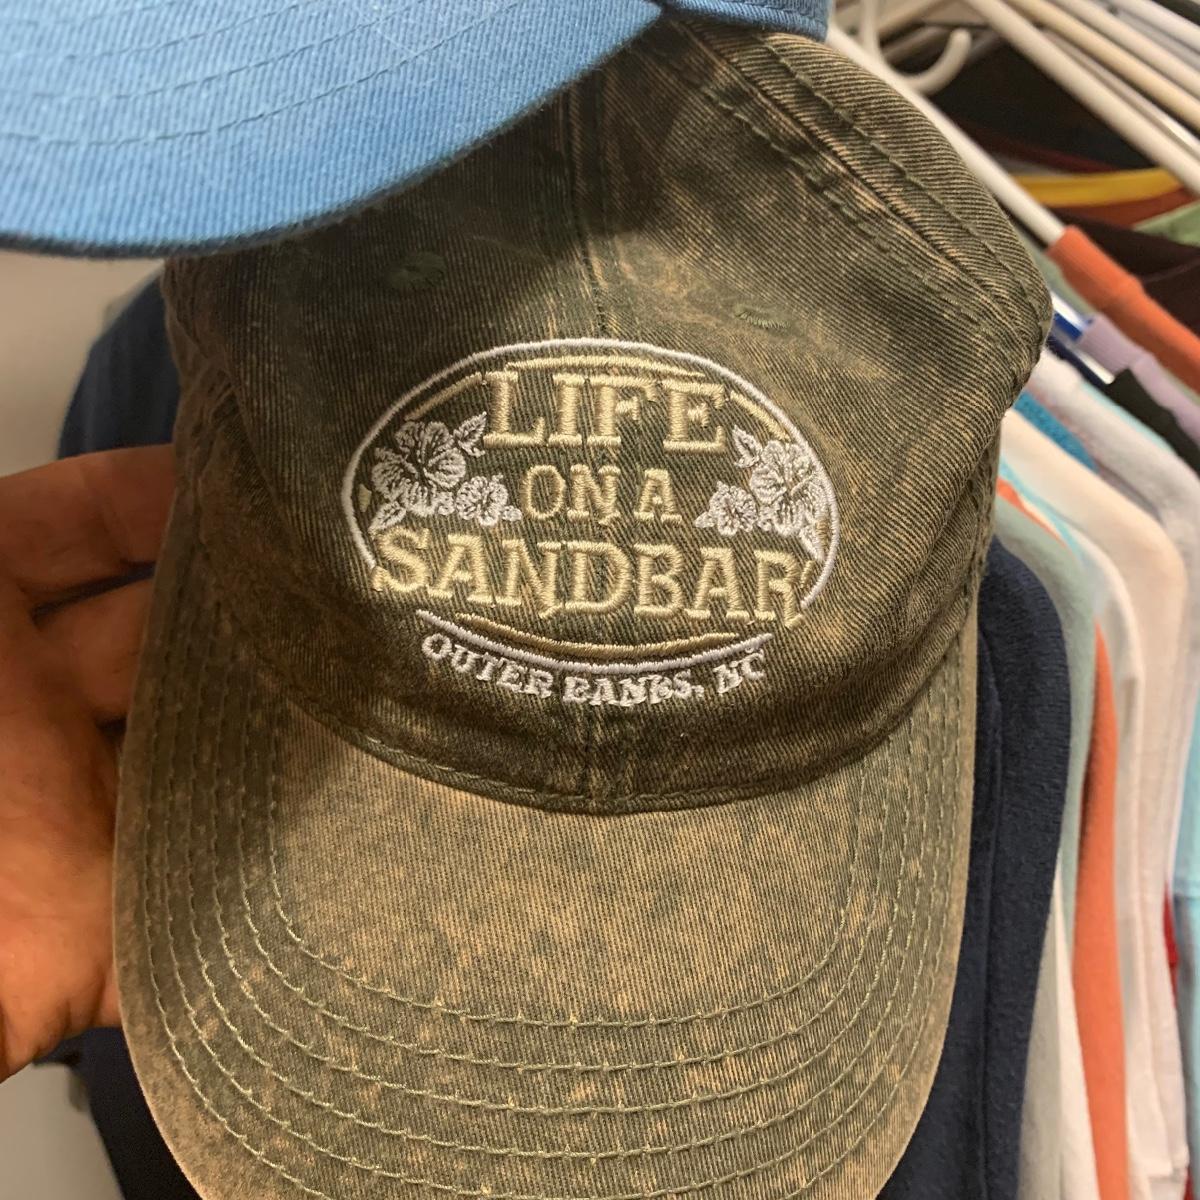 LIFE
ON A
SANDBAR
OUTER BANKS, NC